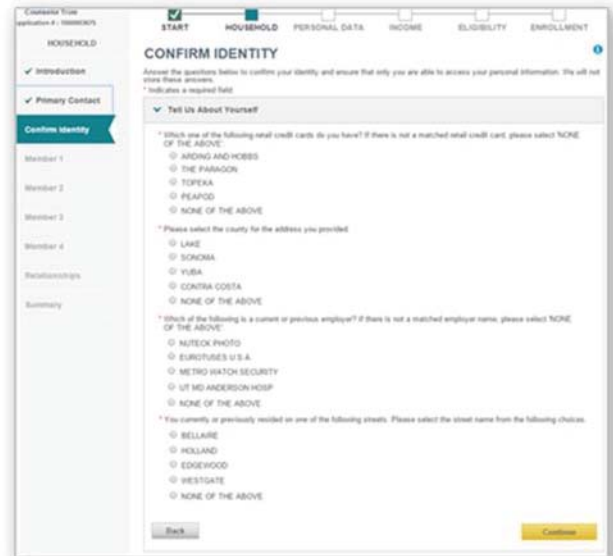 Counselor True
application # : 1000003075
START HOUSEHOLD PERSONAL DATA INCOME ELIGIBILITY ENROLLMENT
HOUSEHOLD
Introduction
Primary Contact
Confirm Identity
Member 1
Member 2
Member 3
Member 4
Relationships
Summary
CONFIRM IDENTITY
Answer the questions below to confirm your identity and ensure that only you are able to access your personal information. We will not
store these answers.
* Indicates a required field.
Tell Us About Yourself
* Which one of the following retail credit cards do you have? If there is not a matched retail credit card, please select 'NONE
OF THE ABOVE'.
ARDING AND HOBBS
THE PARAGON
TOPEKA
PEAPOD
NONE OF THE ABOVE
* Please select the county for the address you provided.
LAKE
SONOMA
YUBA
CONTRA COSTA
NONE OF THE ABOVE
* Which of the following is a current or previous employer? If there is not a matched employer name, please select 'NONE
OF THE ABOVE'.
NUTECK PHOTO
EUROTUSES U S A
METRO WATCH SECURITY
UT MD ANDERSON HOSP
NONE OF THE ABOVE
* You currently or previously resided on one of the following streets. Please select the street name from the following choices.
BELLAIRE
HOLLAND
EDGEWOOD
WESTGATE
NONE OF THE ABOVE
Back Continue